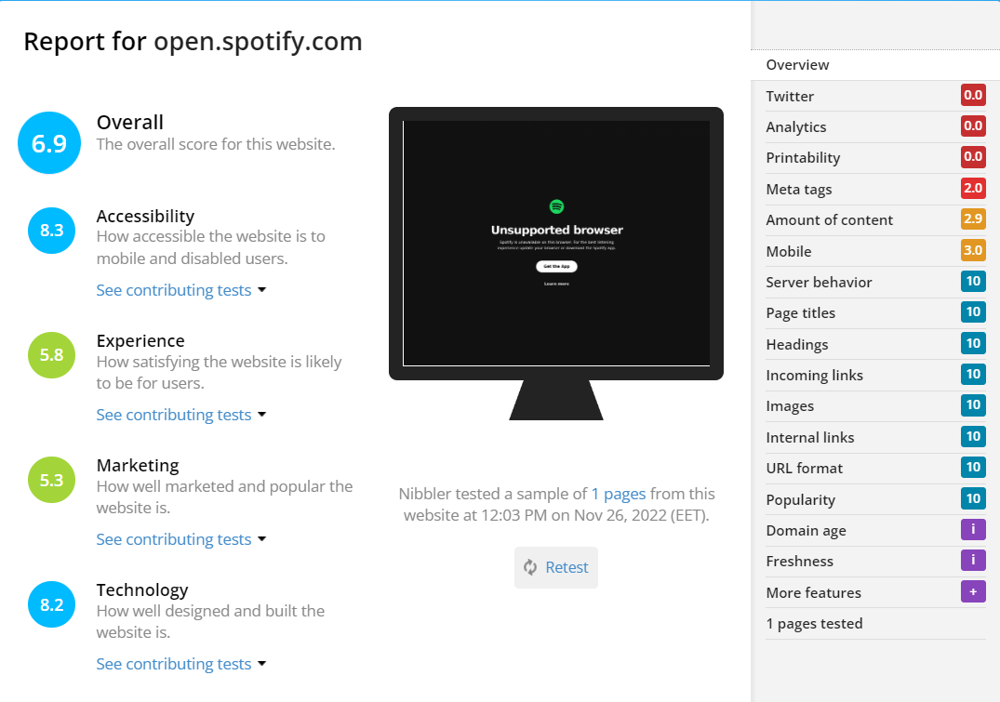 Report for open.spotify.com
6.9
Overall
The overall score for this website.
8.3
Accessibility
How accessible the website is to
mobile and disabled users.
See contributing tests
5.8
Experience
How satisfying the website is likely
to be for users.
See contributing tests
5.3
Marketing
How well marketed and popular the
website is.
See contributing tests
8.2
Technology
How well designed and built the
website is.
See contributing tests
Unsupported browser
Spotify is unavailable on this browser. For the best listening
experience update your browser or download the Spotify app.
Get the App
Learn more
Nibbler tested a sample of 1 pages from this
website at 12:03 PM on Nov 26, 2022 (EET).
Retest
Overview
Twitter 0.0
Analytics 0.0
Printability 0.0
Meta tags 2.0
Amount of content 2.9
Mobile 3.0
Server behavior 10
Page titles 10
Headings 10
Incoming links 10
Images 10
Internal links 10
URL format 10
Popularity 10
Domain age i
Freshness i
More features +
1 pages tested